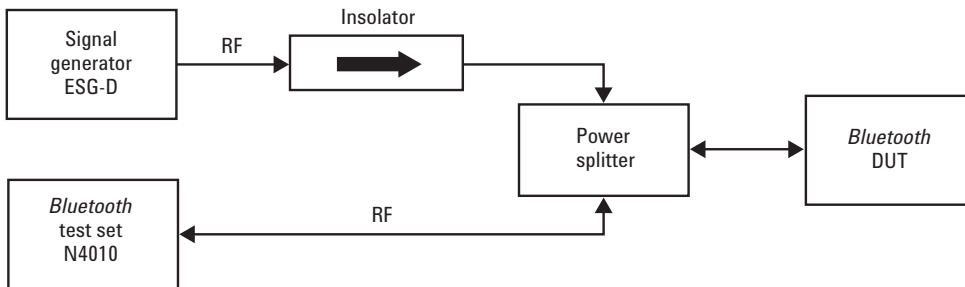 Insolator
Signal
generator
ESG-D
RF
Power
splitter
Bluetooth
DUT
Bluetooth
test set
N4010
RF